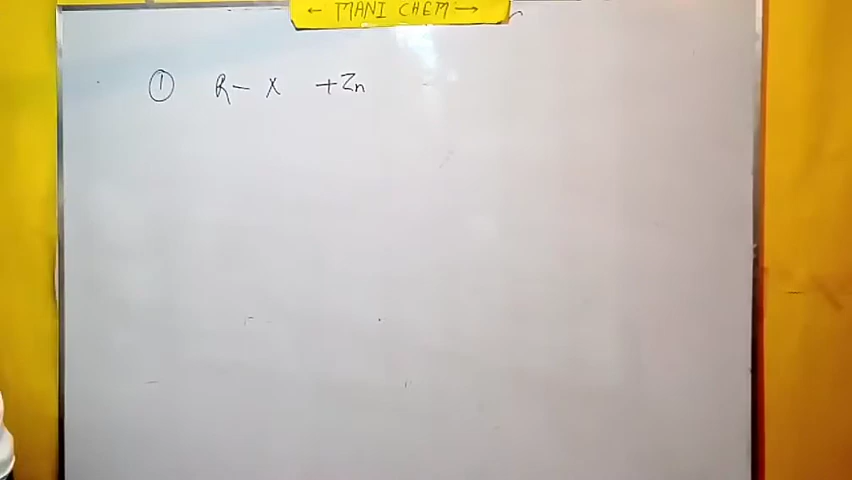 ← MANI CHEM →
① R - X + Zn